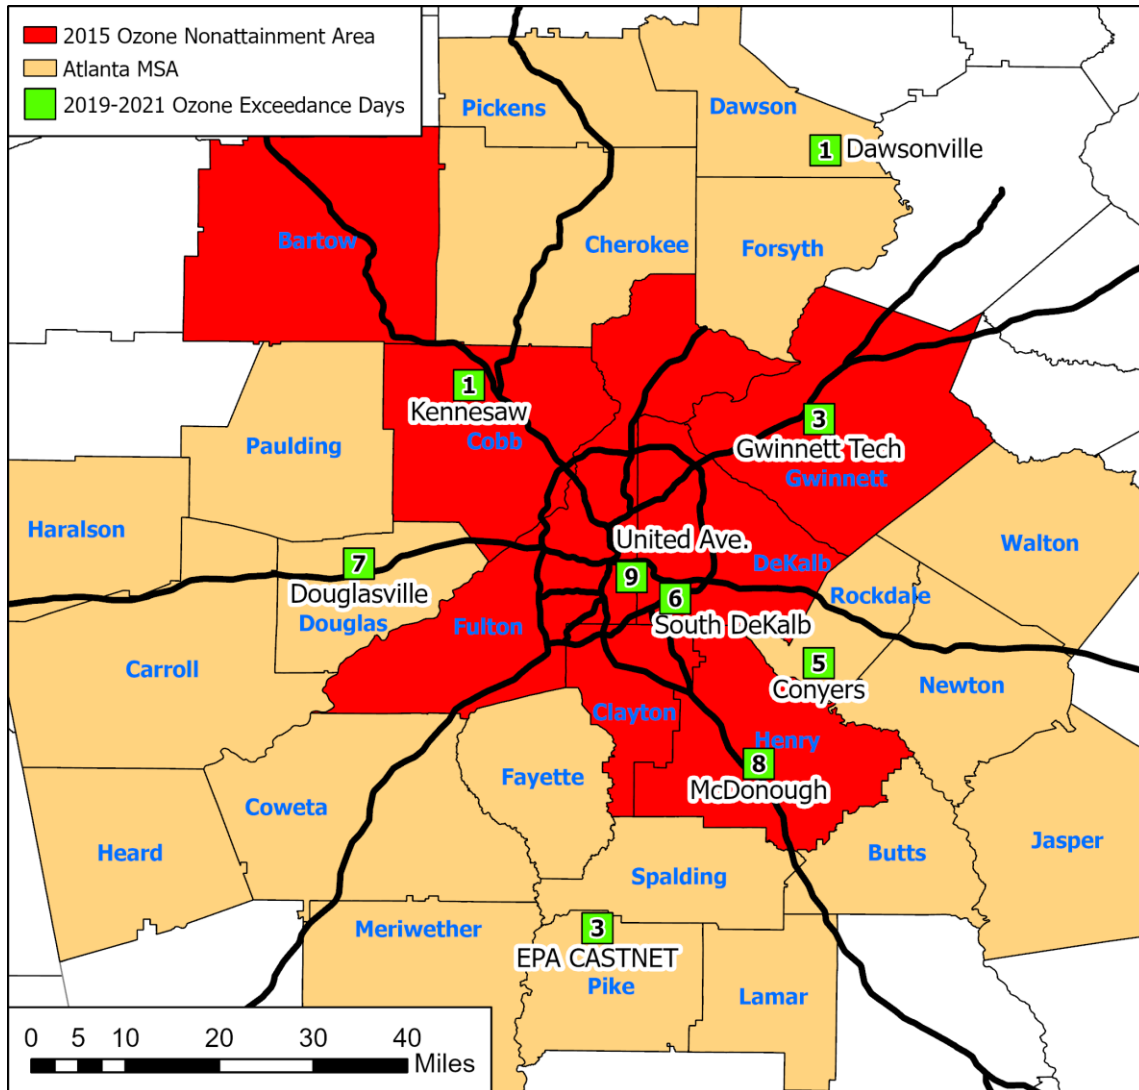 2015 Ozone Nonattainment Area
Atlanta MSA
2019-2021 Ozone Exceedance Days
Pickens
Dawson
1 Dawsonville
Bartow
Cherokee
Forsyth
1
Kennesaw
Cobb
3
Gwinnett Tech
Gwinnett
Paulding
Haralson
Walton
United Ave.
9
DeKalb
7
Douglasville
Douglas
Rockdale
6
South DeKalb
Fulton
Carroll
5
Conyers
Newton
Clayton
Henry
8
McDonough
Fayette
Coweta
Heard
Butts
Jasper
Spalding
Meriwether
3
EPA CASTNET
Pike
Lamar
0 5 10 20 30 40
Miles